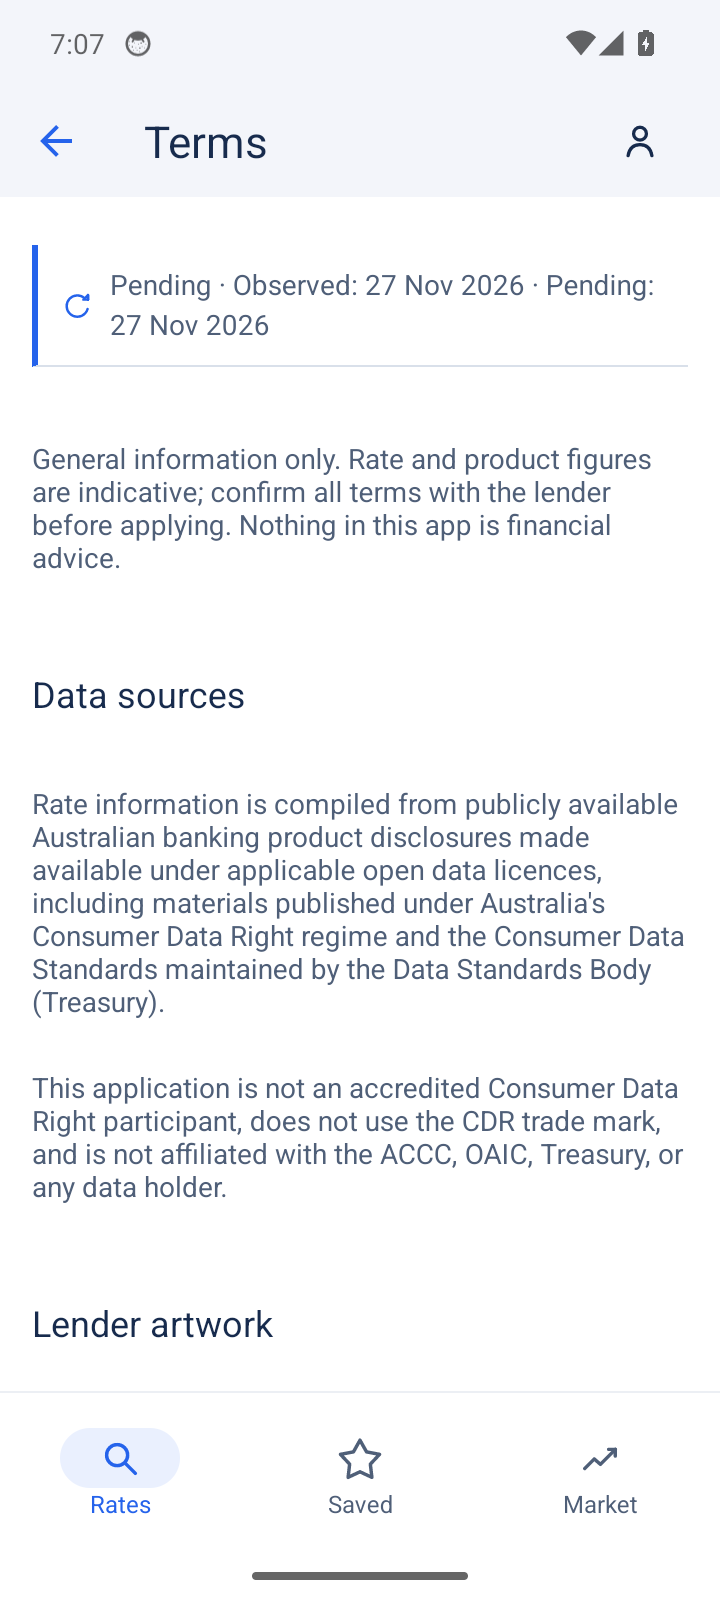 7:07
Terms
Pending · Observed: 27 Nov 2026 · Pending:
27 Nov 2026
General information only. Rate and product figures
are indicative; confirm all terms with the lender
before applying. Nothing in this app is financial
advice.
Data sources
Rate information is compiled from publicly available
Australian banking product disclosures made
available under applicable open data licences,
including materials published under Australia's
Consumer Data Right regime and the Consumer Data
Standards maintained by the Data Standards Body
(Treasury).
This application is not an accredited Consumer Data
Right participant, does not use the CDR trade mark,
and is not affiliated with the ACCC, OAIC, Treasury, or
any data holder.
Lender artwork
Rates
Saved
Market